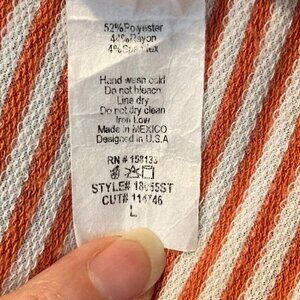 52% Polyester
44% Rayon
4% Spandex
Hand wash cold
Do not bleach
Line dry
Do not dry clean
Iron Low
Made in MEXICO
Designed in U.S.A
RN # 158133
STYLE# 18055ST
CUT# 114746
L